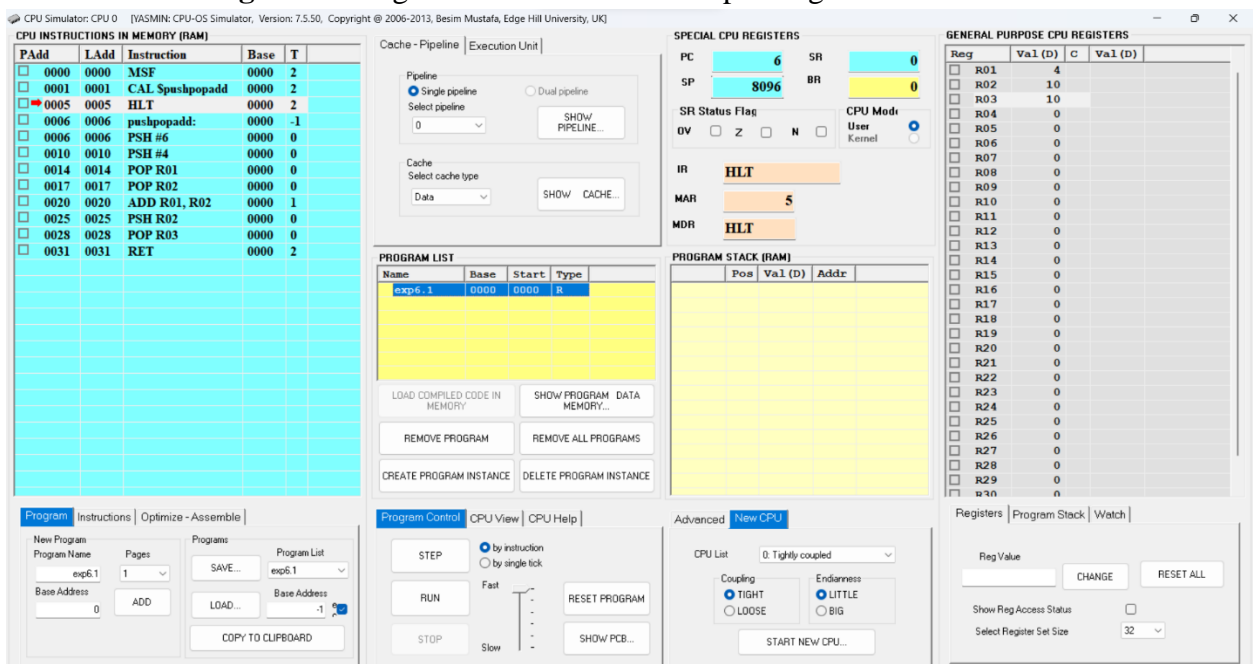 CPU Simulator: CPU 0 [YASMIN: CPU-OS Simulator, Version: 7.5.50, Copyright @ 2006-2013, Besim Mustafa, Edge Hill University, UK]
CPU INSTRUCTIONS IN MEMORY (RAM)
PAdd LAdd Instruction Base T
0000 0000 MSF 0000 2
0001 0001 CAL $pushpopadd 0000 2
0005 0005 HLT 0000 2
0006 0006 pushpopadd: 0000 -1
0006 0006 PSH #6 0000 0
0010 0010 PSH #4 0000 0
0014 0014 POP R01 0000 0
0017 0017 POP R02 0000 0
0020 0020 ADD R01, R02 0000 1
0025 0025 PSH R02 0000 0
0028 0028 POP R03 0000 0
0031 0031 RET 0000 2
Cache - Pipeline Execution Unit
Pipeline
Single pipeline Dual pipeline
Select pipeline
0 SHOW PIPELINE...
Cache
Select cache type
Data SHOW CACHE...
SPECIAL CPU REGISTERS
PC 6 SR 0
SP 8096 BR 0
SR Status Flag CPU Mode
OV Z N User
Kernel
IR HLT
MAR 5
MDR HLT
GENERAL PURPOSE CPU REGISTERS
Reg Val (D) C Val (D)
R01 4
R02 10
R03 10
R04 0
R05 0
R06 0
R07 0
R08 0
R09 0
R10 0
R11 0
R12 0
R13 0
R14 0
R15 0
R16 0
R17 0
R18 0
R19 0
R20 0
R21 0
R22 0
R23 0
R24 0
R25 0
R26 0
R27 0
R28 0
R29 0
R30 0
PROGRAM LIST
Name Base Start Type
exp6.1 0000 0000 R
LOAD COMPILED CODE IN MEMORY
SHOW PROGRAM DATA MEMORY...
REMOVE PROGRAM REMOVE ALL PROGRAMS
CREATE PROGRAM INSTANCE DELETE PROGRAM INSTANCE
PROGRAM STACK (RAM)
Pos Val (D) Addr
Program Instructions Optimize - Assemble
New Program
Program Name Pages
exp6.1 1
Base Address
0 ADD
Programs
SAVE... Program List
exp6.1
LOAD... Base Address
-1
COPY TO CLIPBOARD
Program Control CPU View CPU Help
STEP by instruction
by single tick
RUN Fast RESET PROGRAM
STOP Slow SHOW PCB...
Advanced New CPU
CPU List 0: Tightly coupled
Coupling Endianness
TIGHT LITTLE
LOOSE BIG
START NEW CPU...
Registers Program Stack Watch
Reg Value
CHANGE RESET ALL
Show Reg Access Status
Select Register Set Size 32